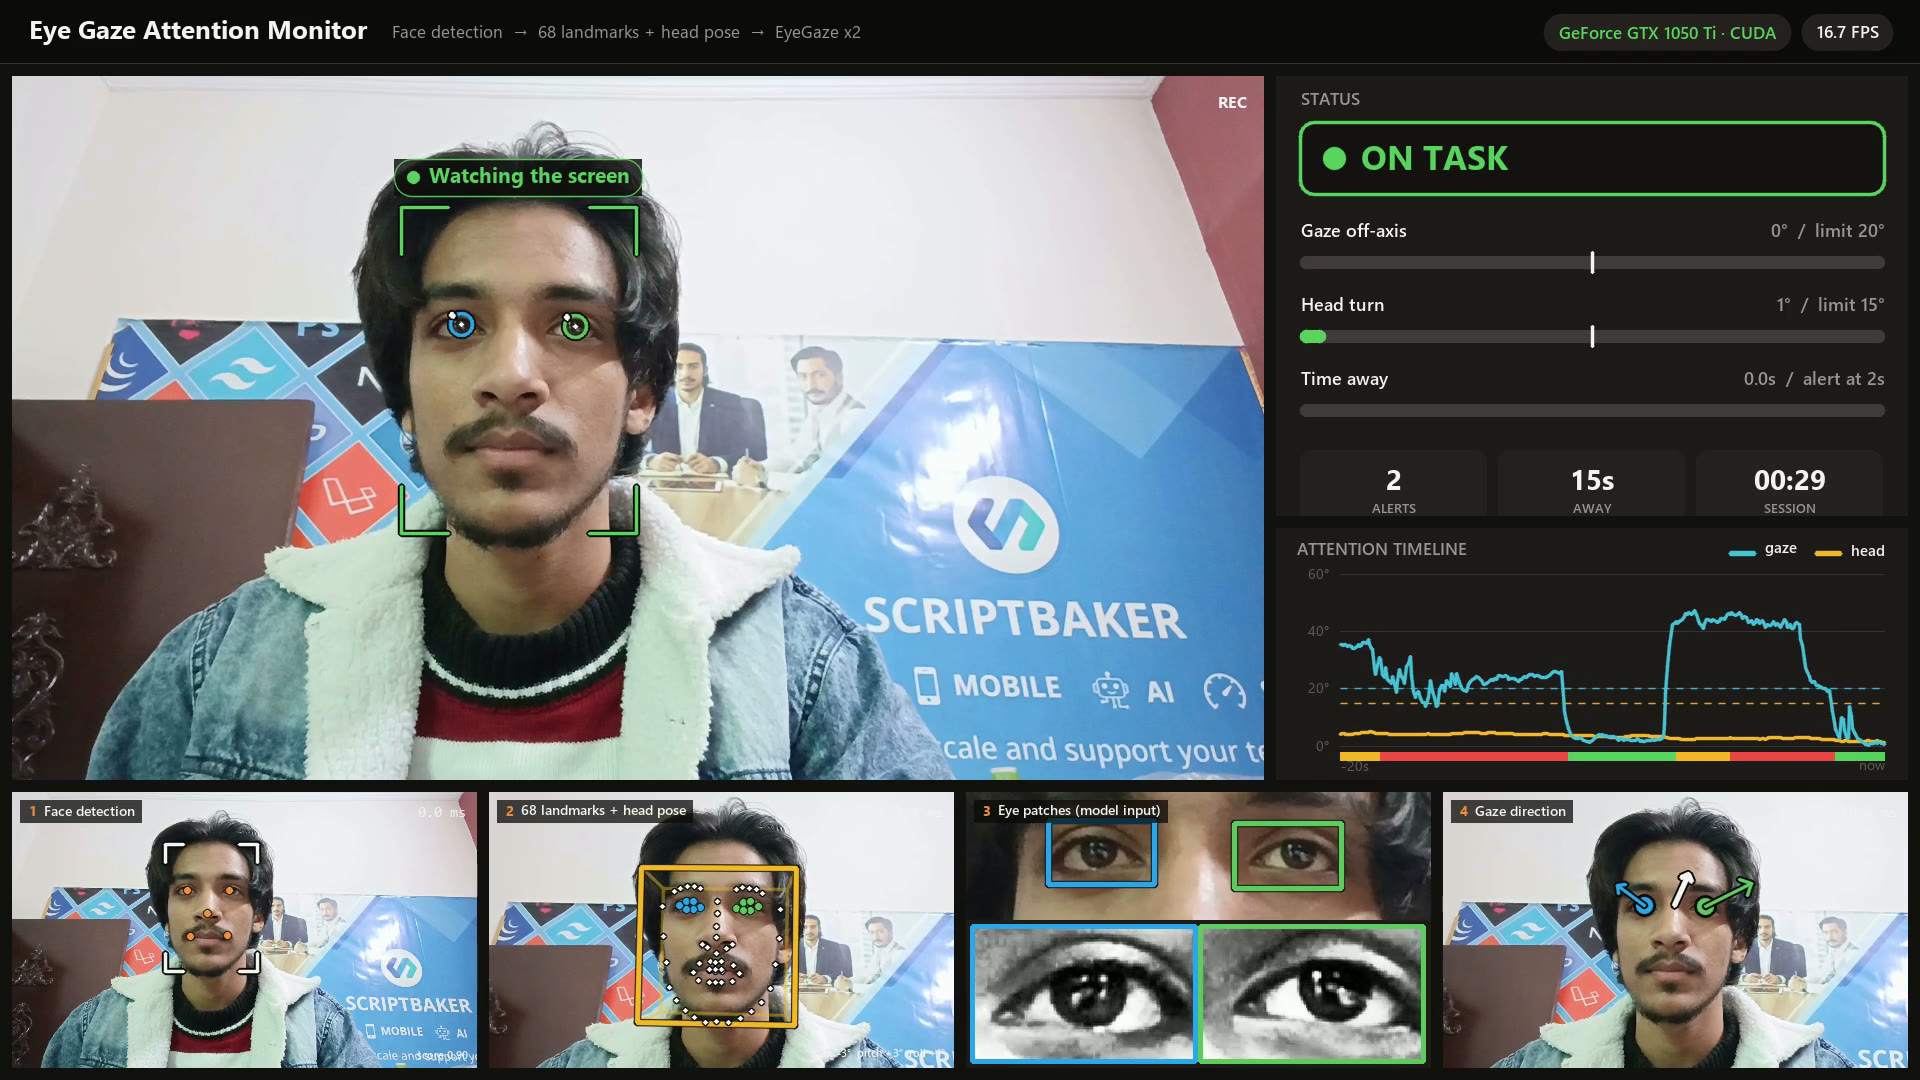 Eye Gaze Attention Monitor
Face detection → 68 landmarks + head pose → EyeGaze x2
GeForce GTX 1050 Ti · CUDA
16.7 FPS
REC
Watching the screen
PS
SCRIPTBAKER
MOBILE
AI
cale and support your te
STATUS
ON TASK
Gaze off-axis
0° / limit 20°
Head turn
1° / limit 15°
Time away
0.0s / alert at 2s
2
ALERTS
15s
AWAY
00:29
SESSION
ATTENTION TIMELINE
gaze
head
60°
40°
20°
0°
-20s
now
1 Face detection
0.0 ms
SCRIPTBAKER
MOBILE
AI
cale and
2 68 landmarks + head pose
pitch
SCR
3 Eye patches (model input)
4 Gaze direction
SCR